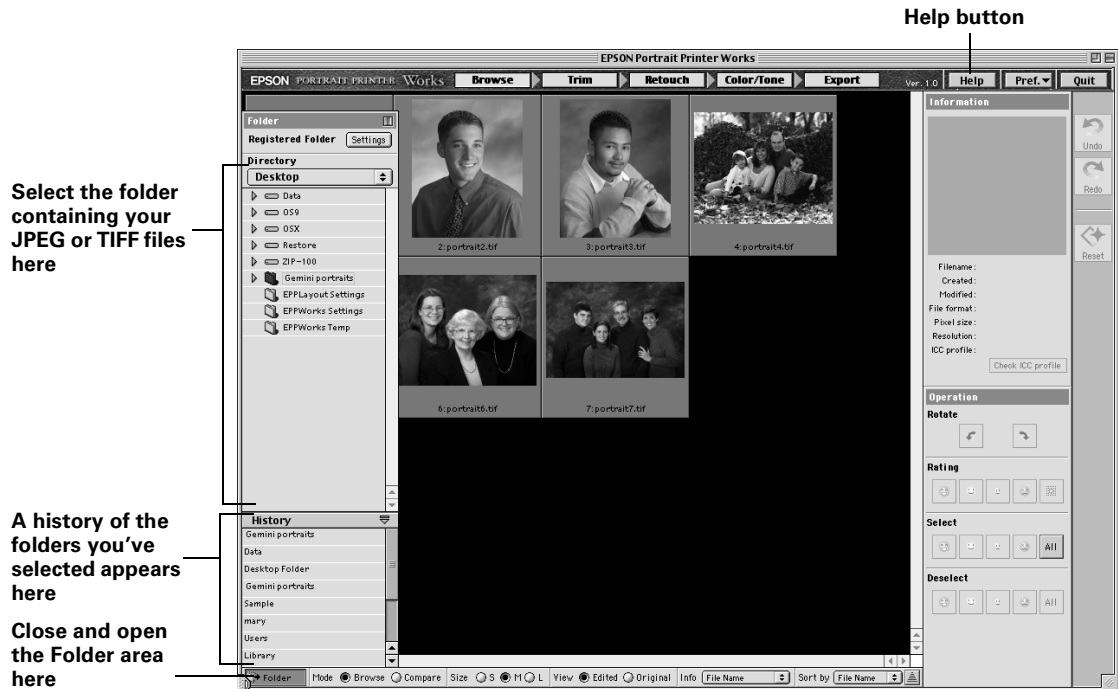 Help button
EPSON Portrait Printer Works
EPSON PORTRAIT PRINTER Works Browse Trim Retouch Color/Tone Export Ver. 1.0 Help Pref. Quit
Folder
Registered Folder Settings
Directory
Desktop
Data
OS9
OSX
Restore
ZIP-100
Gemini portraits
EPPLayout Settings
EPPWorks Settings
EPPWorks Temp
Select the folder
containing your
JPEG or TIFF files
here
2:portrait2.tif
3:portrait3.tif
4:portrait4.tif
6:portrait6.tif
7:portrait7.tif
Information
Filename:
Created:
Modified:
File format:
Pixel size:
Resolution:
ICC profile:
Check ICC profile
Undo
Redo
Reset
Operation
Rotate
Rating
Select
All
Deselect
All
A history of the
folders you've
selected appears
here
History
Gemini portraits
Data
Desktop Folder
Gemini portraits
Sample
mary
Users
Library
Close and open
the Folder area
here
Folder Mode Browse Compare Size S M L View Edited Original Info File Name Sort by File Name